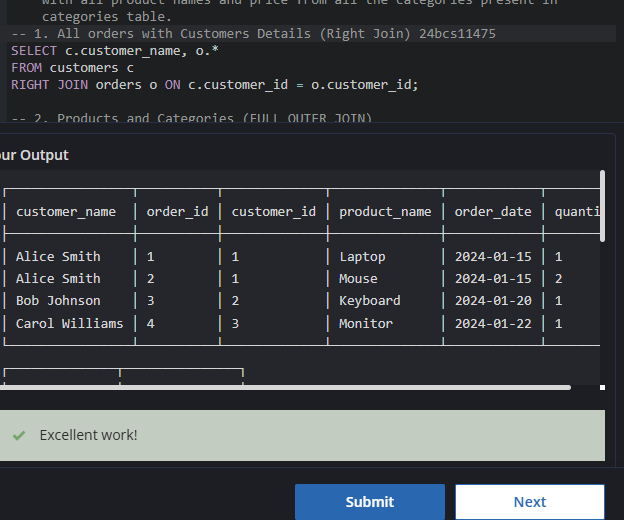 with all product names and price from all the categories present in
categories table.
-- 1. All orders with Customers Details (Right Join) 24bcs11475
SELECT c.customer_name, o.*
FROM customers c
RIGHT JOIN orders o ON c.customer_id = o.customer_id;
-- 2. Products and Categories (FULL OUTER JOIN)
our Output
customer_name order_id customer_id product_name order_date quanti
Alice Smith 1 1 Laptop 2024-01-15 1
Alice Smith 2 1 Mouse 2024-01-15 2
Bob Johnson 3 2 Keyboard 2024-01-20 1
Carol Williams 4 3 Monitor 2024-01-22 1
Excellent work!
Submit Next